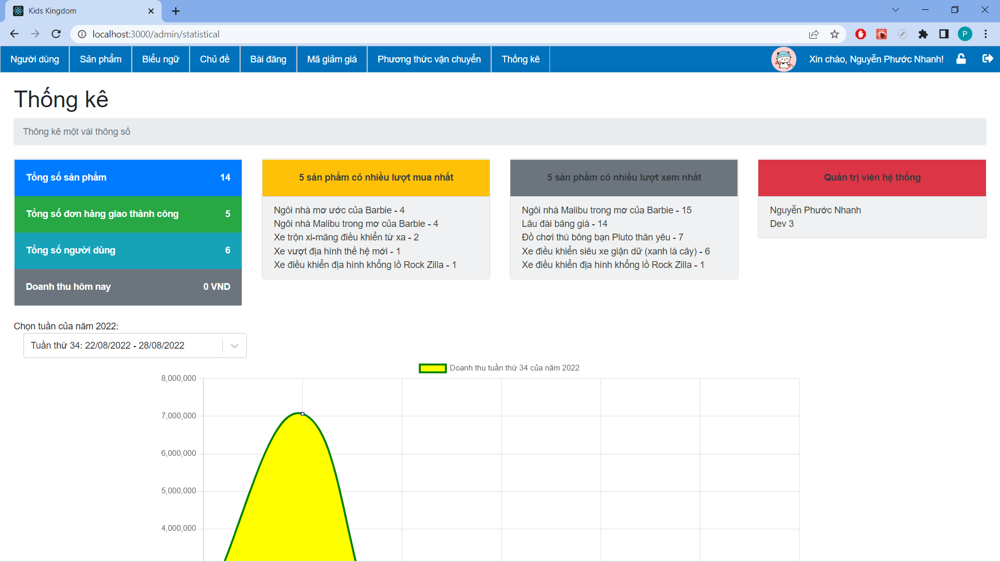 Kids Kingdom
localhost:3000/admin/statistical
P
Người dùng
Sản phẩm
Biểu ngữ
Chủ đề
Bài đăng
Mã giảm giá
Phương thức vận chuyển
Thống kê
Xin chào, Nguyễn Phước Nhanh!
Thống kê
Thông kê một vài thông số
Tổng số sản phẩm 14
Tổng số đơn hàng giao thành công 5
Tổng số người dùng 6
Doanh thu hôm nay 0 VND
5 sản phẩm có nhiều lượt mua nhất
Ngôi nhà mơ ước của Barbie - 4
Ngôi nhà Malibu trong mơ của Barbie - 4
Xe trộn xi-măng điều khiển từ xa - 2
Xe vượt địa hình thế hệ mới - 1
Xe điều khiển địa hình khổng lồ Rock Zilla - 1
5 sản phẩm có nhiều lượt xem nhất
Ngôi nhà Malibu trong mơ của Barbie - 15
Lâu đài băng giá - 14
Đồ chơi thú bông bạn Pluto thân yêu - 7
Xe điều khiển siêu xe giận dữ (xanh lá cây) - 6
Xe điều khiển địa hình khổng lồ Rock Zilla - 1
Quản trị viên hệ thống
Nguyễn Phước Nhanh
Dev 3
Chọn tuần của năm 2022:
Tuần thứ 34: 22/08/2022 - 28/08/2022
Doanh thu tuần thứ 34 của năm 2022
8,000,000
7,000,000
6,000,000
5,000,000
4,000,000